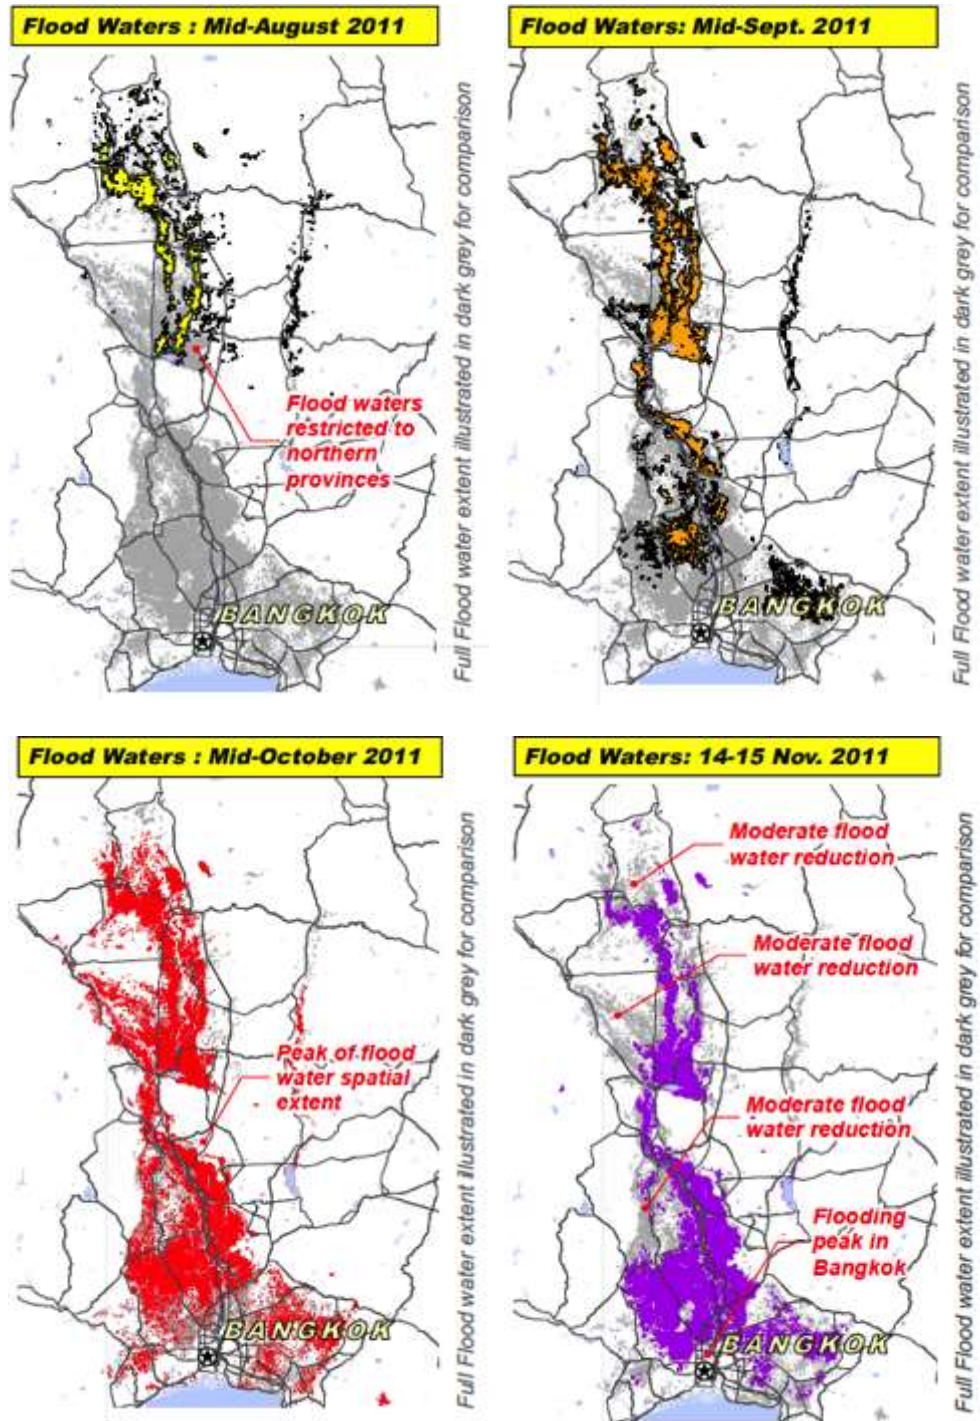 Flood Waters : Mid-August 2011
Full Flood water extent illustrated in dark grey for comparison
Flood waters
restricted to
northern
provinces
BANGKOK
Flood Waters: Mid-Sept. 2011
Full Flood water extent illustrated in dark grey for comparison
BANGKOK
Flood Waters : Mid-October 2011
Full Flood water extent illustrated in dark grey for comparison
Peak of flood
water spatial
extent
BANGKOK
Flood Waters: 14-15 Nov. 2011
Full Flood water extent illustrated in dark grey for comparison
Moderate flood
water reduction
Moderate flood
water reduction
Moderate flood
water reduction
Flooding
peak in
Bangkok
BANGKOK